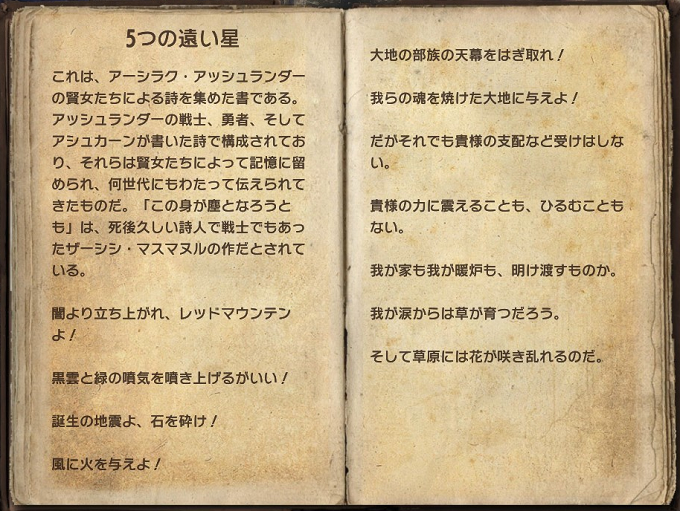 5つの遠い星
これは、アーシラク・アッシュランダー
の賢女たちによる詩を集めた書である。
アッシュランダーの戦士、勇者、そして
アシュカーンが書いた詩で構成されてお
り、それらは賢女たちによって記憶に留
められ、何世代にもわたって伝えられて
きたものだ。「この身が塵となろうと
も」は、死後久しい詩人で戦士でもあっ
たザーシシ・マスマヌルの作だとされて
いる。
闇より立ち上がれ、レッドマウンテン
よ！
黒雲と緑の噴気を噴き上げるがいい！
誕生の地震よ、石を砕け！
風に火を与えよ！
大地の部族の天幕をはぎ取れ！
我らの魂を焼けた大地に与えよ！
だがそれでも貴様の支配など受けはしな
い。
貴様の力に震えることも、ひるむことも
ない。
我が家も我が暖炉も、明け渡すものか。
我が涙からは草が育つだろう。
そして草原には花が咲き乱れるのだ。